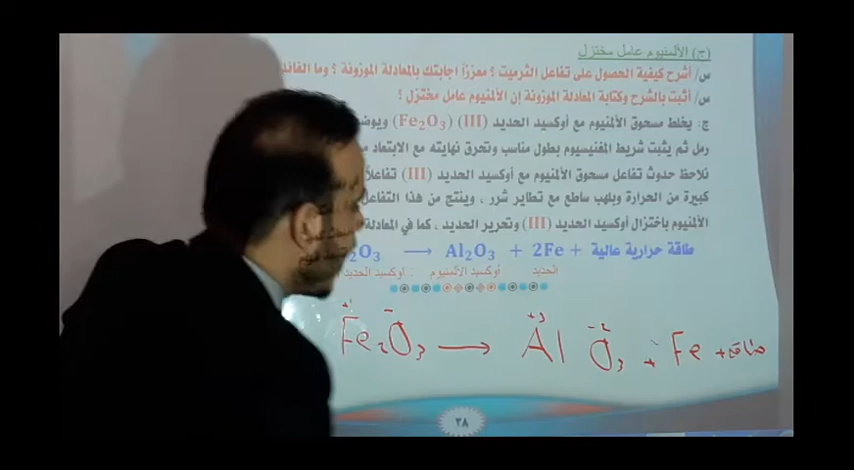 (ج) الألمنيوم عامل مختزل
س/ أشرح كيفية الحصول على تفاعل الثرميت ؟ معززاً اجابتك بالمعادلة الموزونة ؟ وما الفائد
س/ أثبت بالشرح وكتابة المعادلة الموزونة إن الألمنيوم عامل مختزل ؟
ج: يخلط مسحوق الألمنيوم مع أوكسيد الحديد (III) (Fe₂O₃) ويوض
رمل ثم يثبت شريط المغنيسيوم بطول مناسب وتحرق نهايته مع الابتعاد
نلاحظ حدوث تفاعل مسحوق الألمنيوم مع أوكسيد الحديد (III) تفاعلا
كبيرة من الحرارة وبلهب ساطع مع تطاير شرر ، وينتج من هذا التفاعل
الألمنيوم باختزال أوكسيد الحديد (III) وتحرير الحديد ، كما في المعادلة
₂O₃ → Al₂O₃ + 2Fe + طاقة حرارية عالية
أوكسيد الحديد أوكسيد الألمنيوم الحديد
Fe₂O₃ → Al O₃ + Fe + طاقة
٢٨